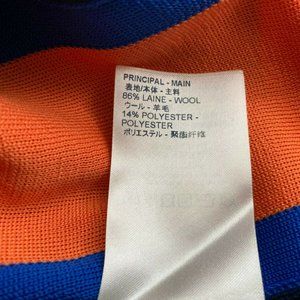 PRINCIPAL - MAIN
表地/本体 - 主料
86% LAINE - WOOL
ウール - 羊毛
14% POLYESTER -
POLYESTER
ポリエステル - 聚酯纤维